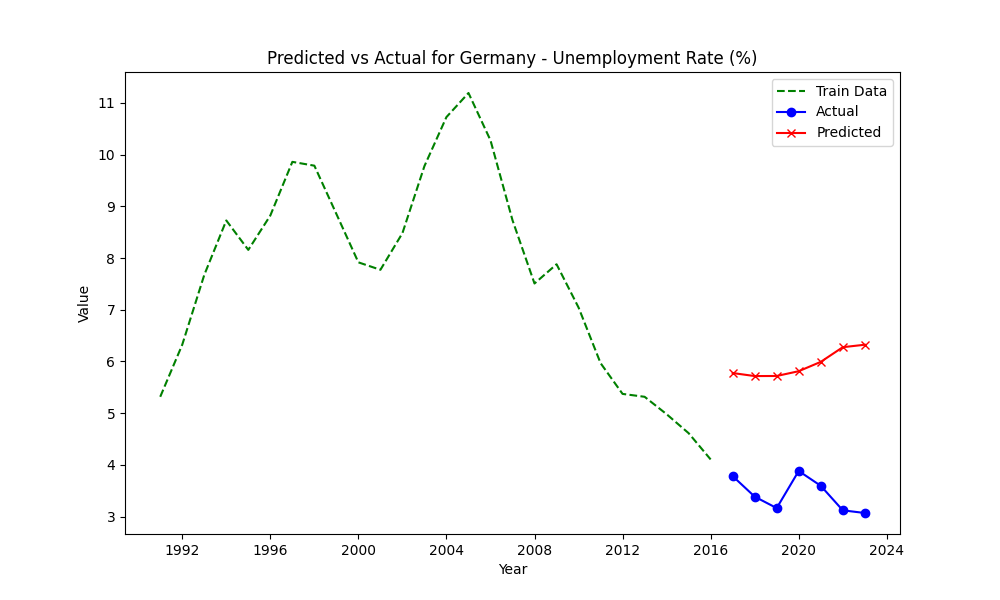 Predicted vs Actual for Germany - Unemployment Rate (%)
Train Data
Actual
Predicted
Value
11
10
9
8
7
6
5
4
3
1992 1996 2000 2004 2008 2012 2016 2020 2024
Year